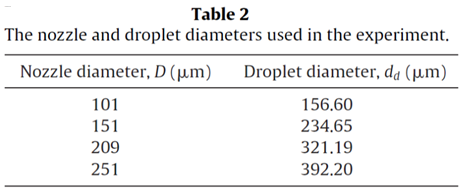 Table 2
The nozzle and droplet diameters used in the experiment.
Nozzle diameter, D (μm) Droplet diameter, dd (μm)
101 156.60
151 234.65
209 321.19
251 392.20